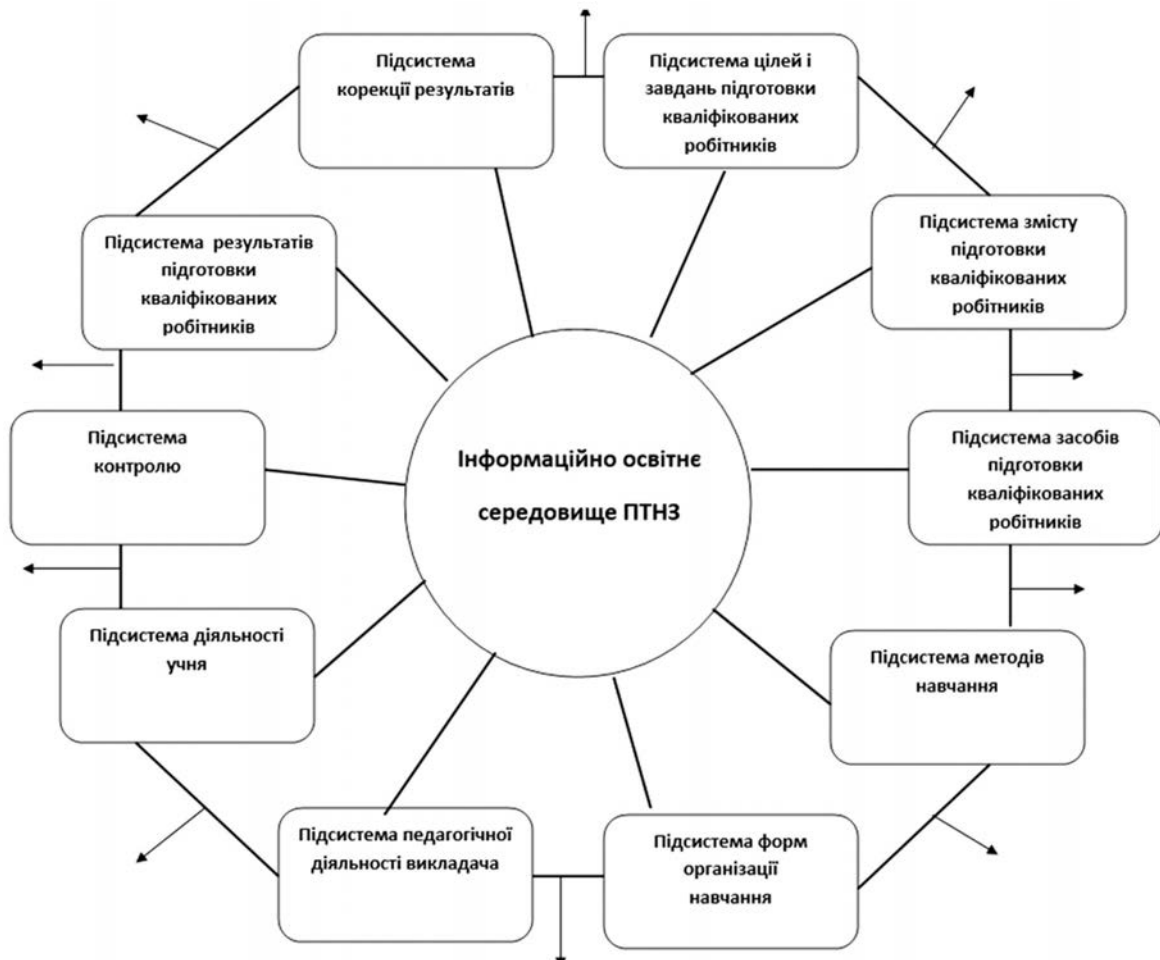 Підсистема
корекції результатів
Підсистема цілей і
завдань підготовки
кваліфікованих
робітників
Підсистема змісту
підготовки
кваліфікованих
робітників
Підсистема засобів
підготовки
кваліфікованих
робітників
Підсистема методів
навчання
Підсистема форм
організації
навчання
Підсистема педагогічної
діяльності викладача
Підсистема діяльності
учня
Підсистема
контролю
Підсистема результатів
підготовки
кваліфікованих
робітників
Інформаційно освітнє
середовище ПТНЗ